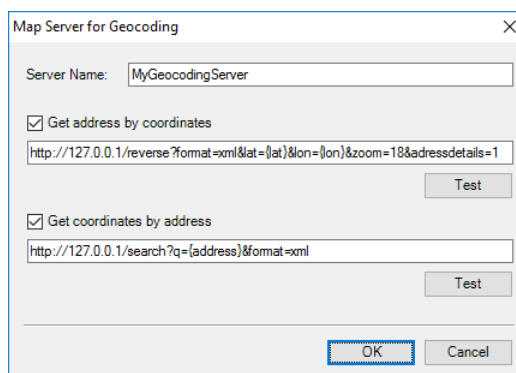 Map Server for Geocoding
Server Name: MyGeocodingServer
Get address by coordinates
http://127.0.0.1/reverse?format=xml&lat={lat}&lon={lon}&zoom=18&adressdetails=1
Test
Get coordinates by address
http://127.0.0.1/search?q={address}&format=xml
Test
OK Cancel